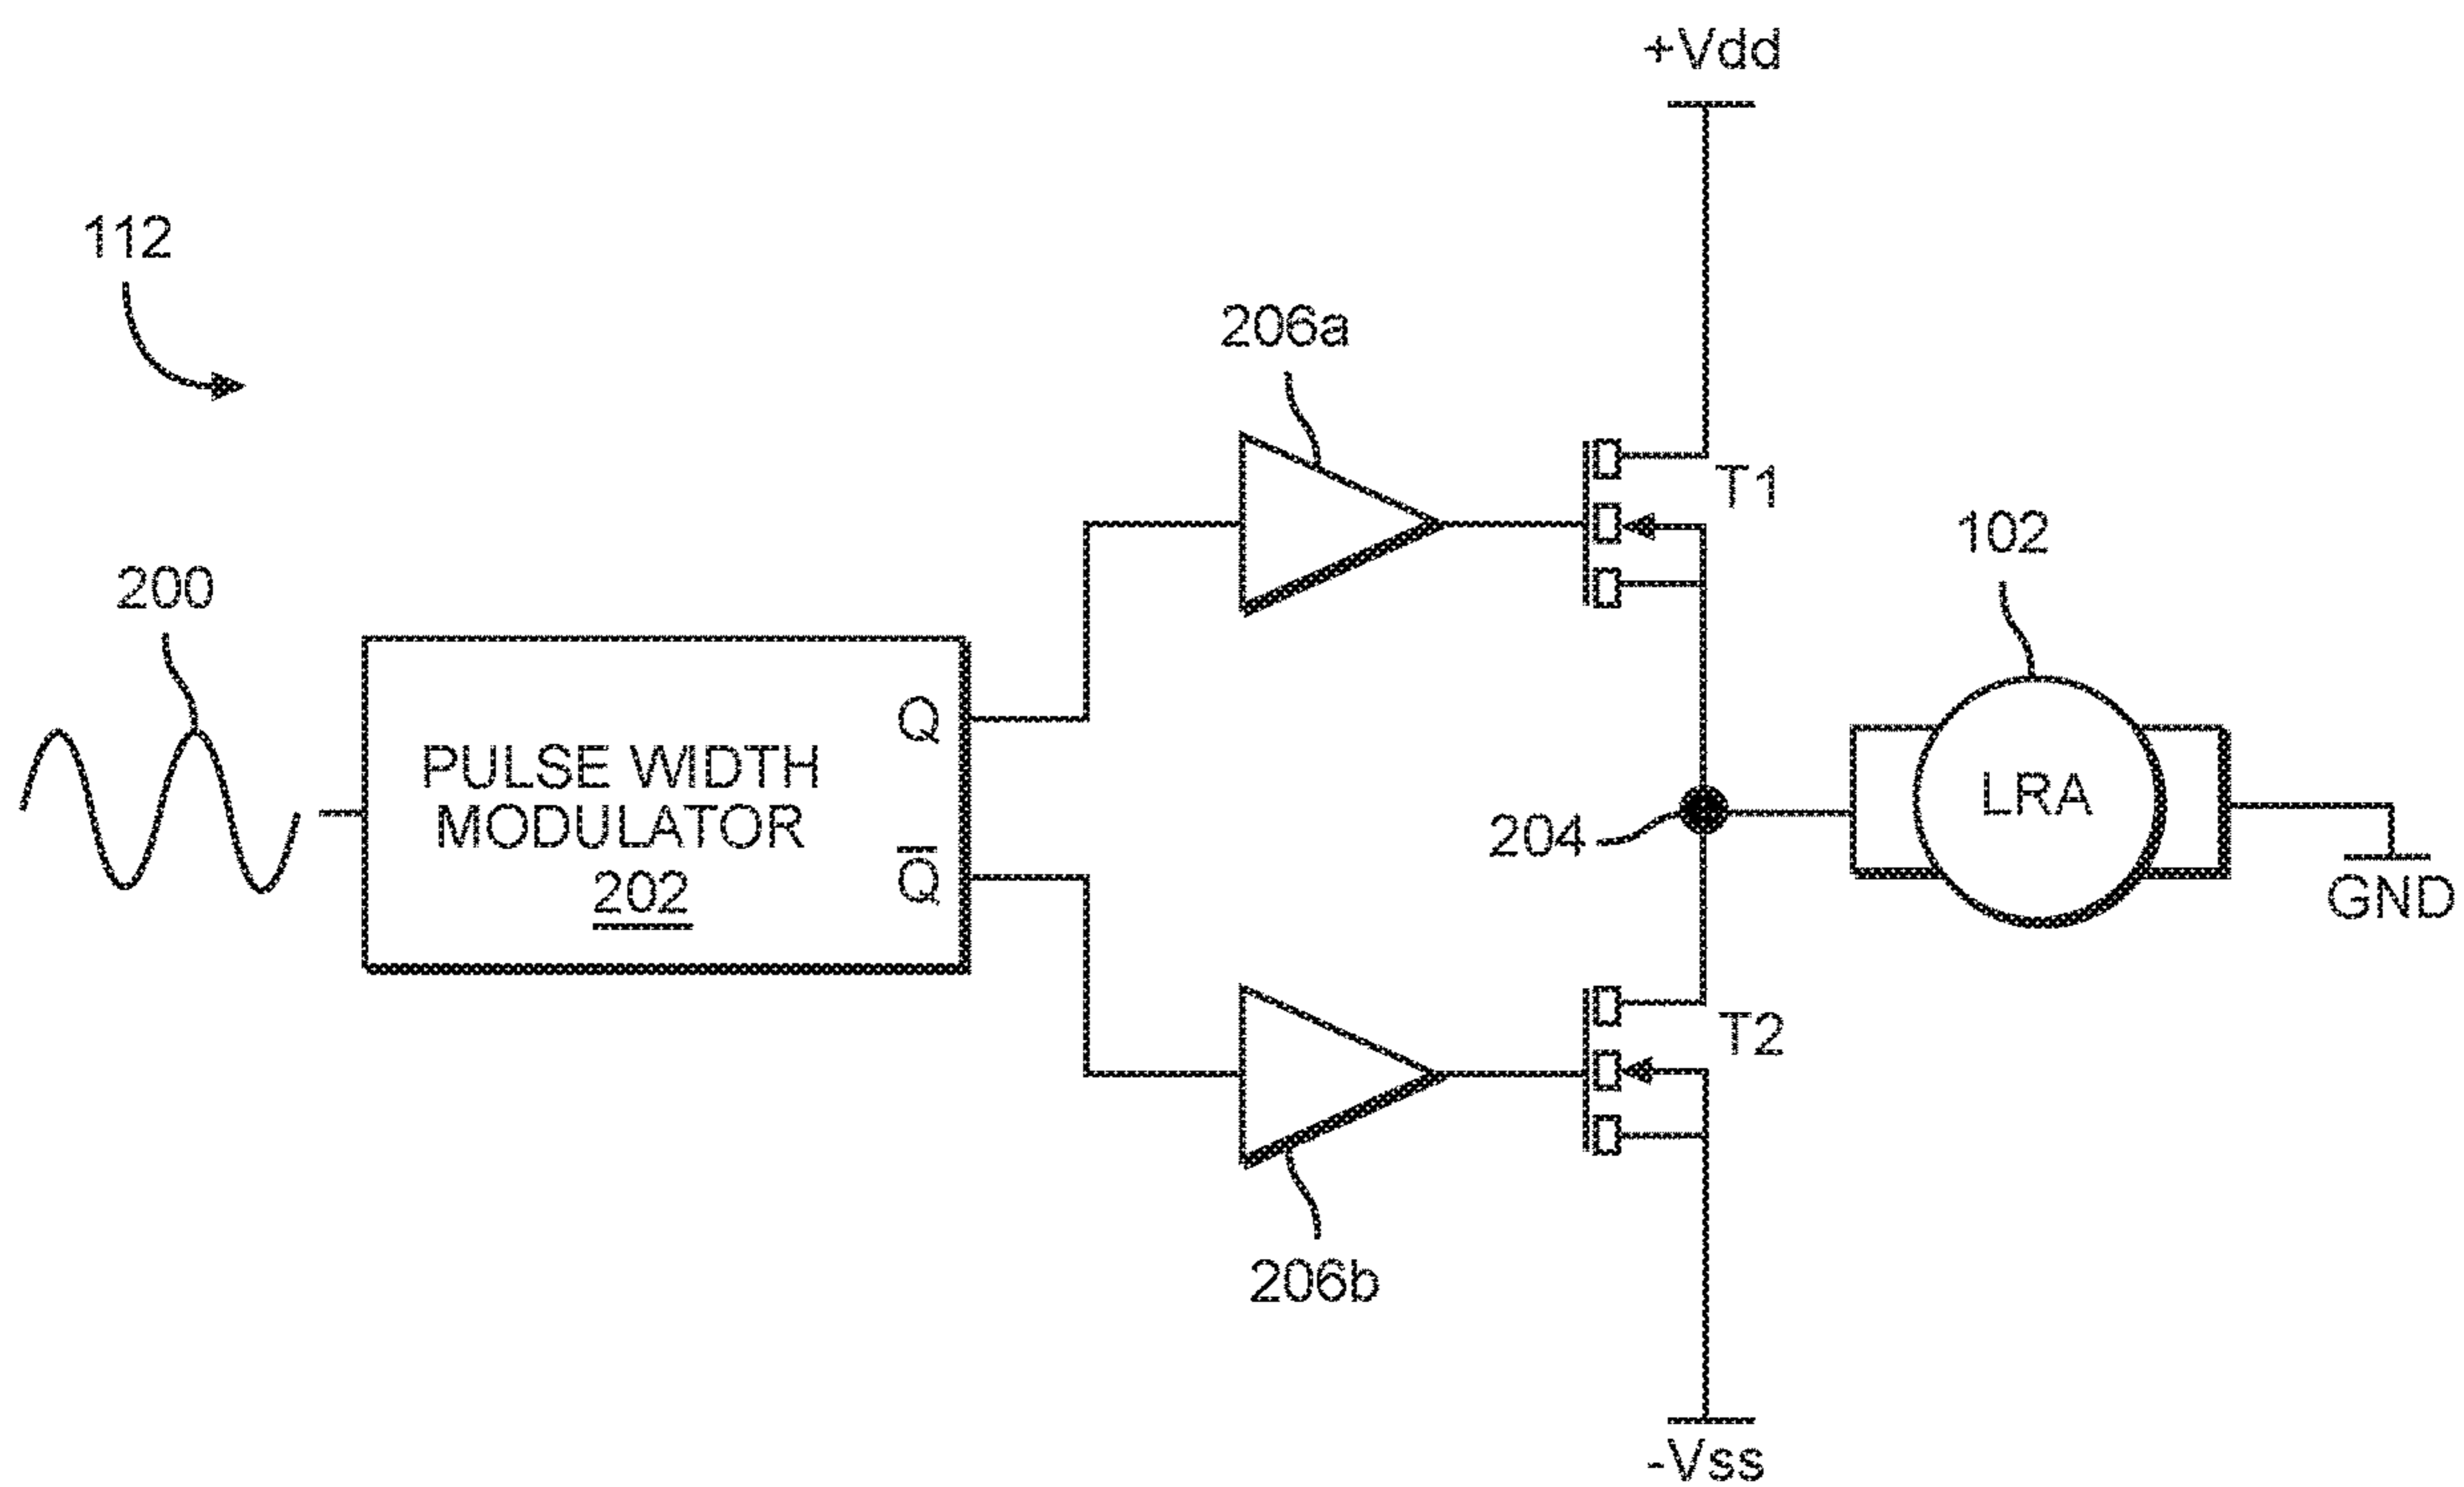 +Vdd
112
206a
T1
102
200
Q
PULSE WIDTH
MODULATOR
202
Q̅
204
LRA
GND
T2
206b
-Vss